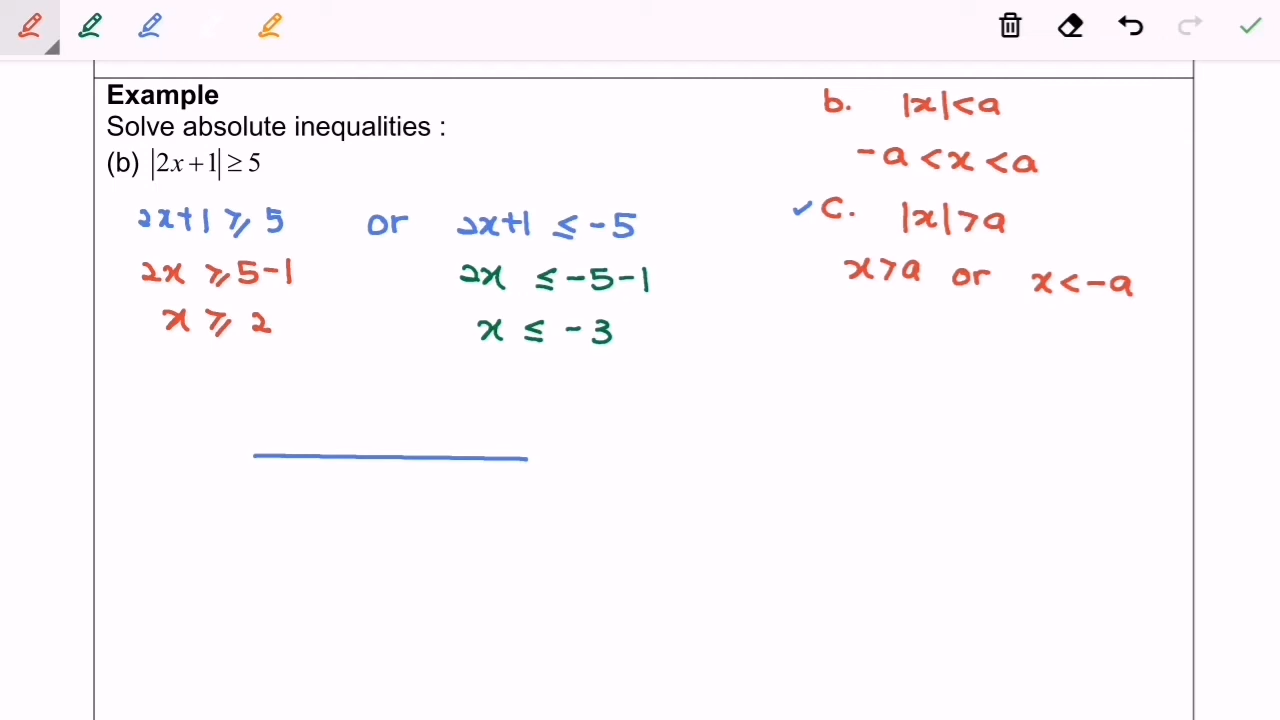 Example
Solve absolute inequalities :
(b) |2x+1| ≥ 5
2x+1 ≥ 5 or 2x+1 ≤ -5
2x ≥ 5-1 2x ≤ -5-1
x ≥ 2 x ≤ -3
b. |x|<a
-a < x < a
✓ c. |x|>a
x>a or x<-a